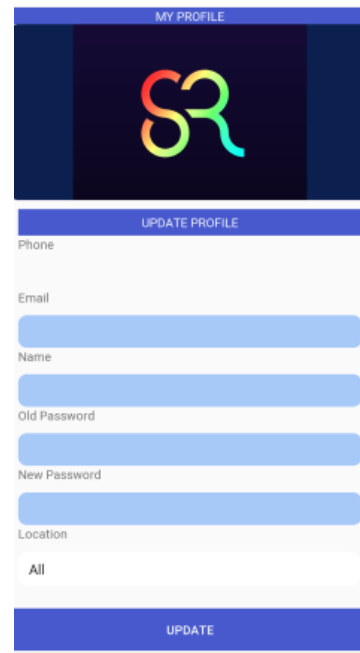 MY PROFILE
SR
UPDATE PROFILE
Phone
Email
Name
Old Password
New Password
Location
All
UPDATE